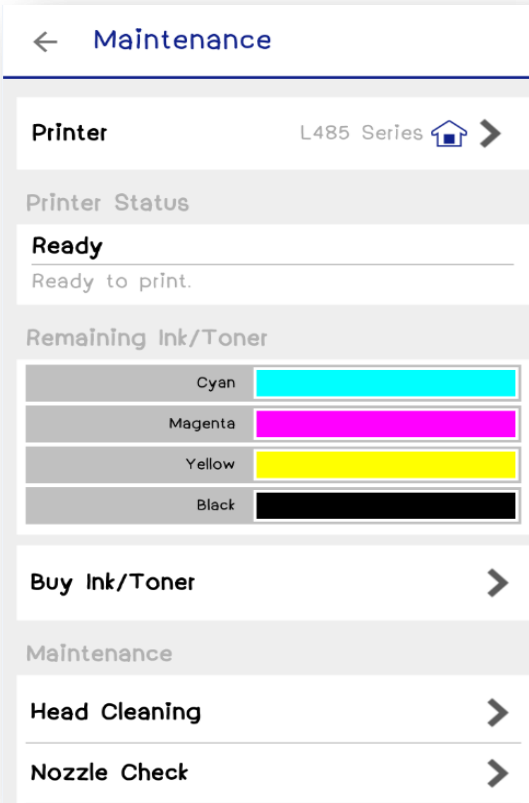 Maintenance
Printer L485 Series
Printer Status
Ready
Ready to print.
Remaining Ink/Toner
Cyan
Magenta
Yellow
Black
Buy Ink/Toner
Maintenance
Head Cleaning
Nozzle Check